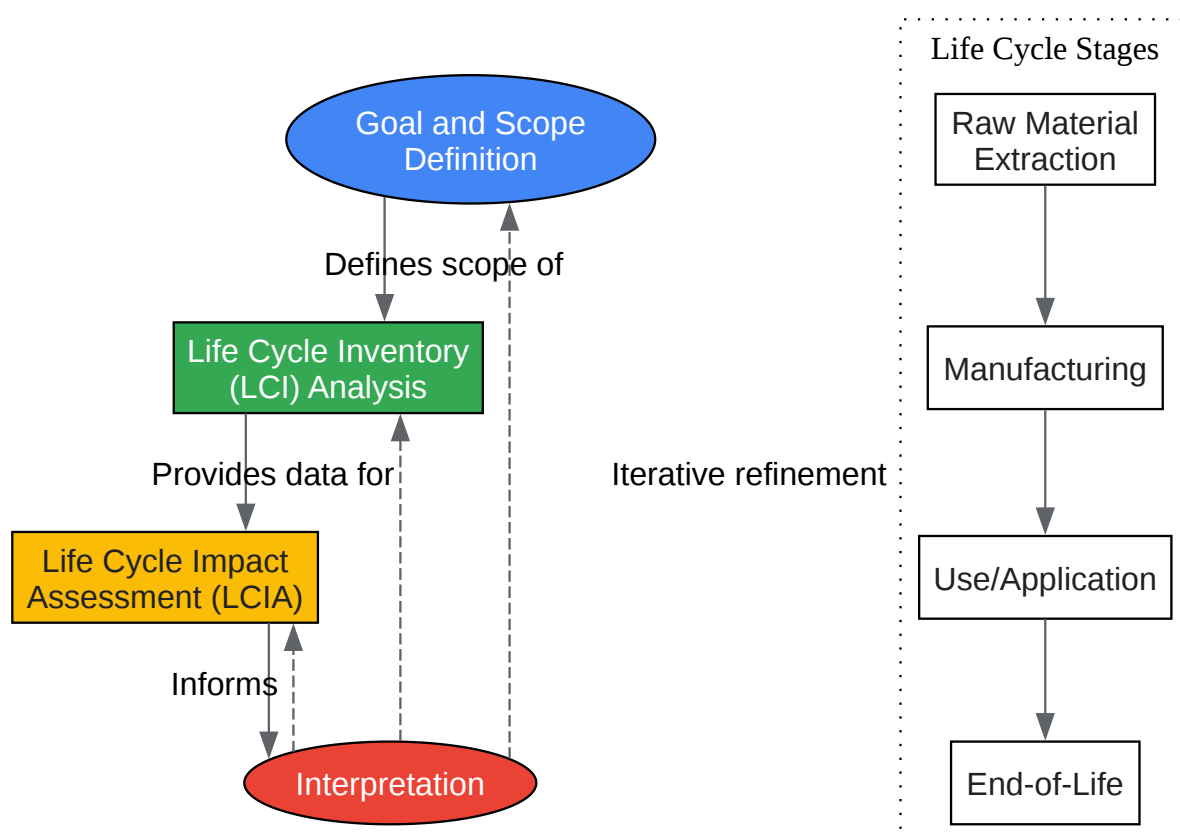 Goal and Scope
Definition
Defines scope of
Life Cycle Inventory
(LCI) Analysis
Provides data for
Iterative refinement
Life Cycle Impact
Assessment (LCIA)
Informs
Interpretation
Life Cycle Stages
Raw Material
Extraction
Manufacturing
Use/Application
End-of-Life